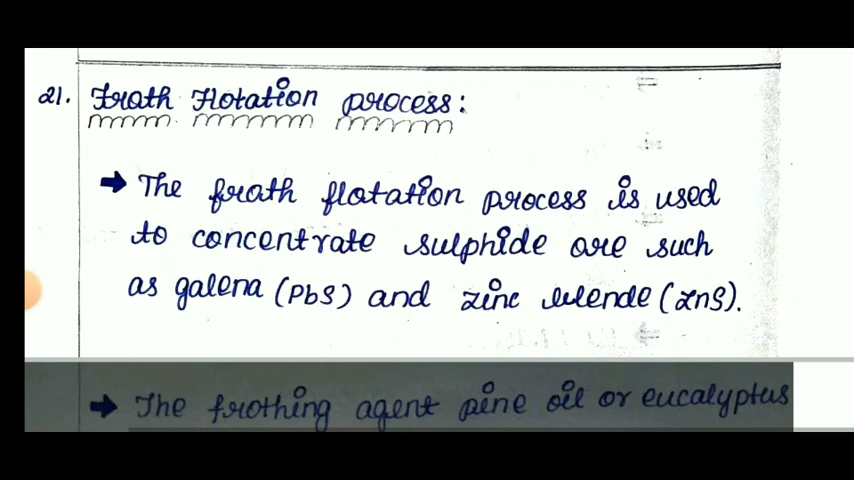 21. Froth Flotation process:
→ The froth flotation process is used
to concentrate sulphide ore such
as galena (PbS) and zinc blende (ZnS).
→ The frothing agent pine oil or eucalyptus